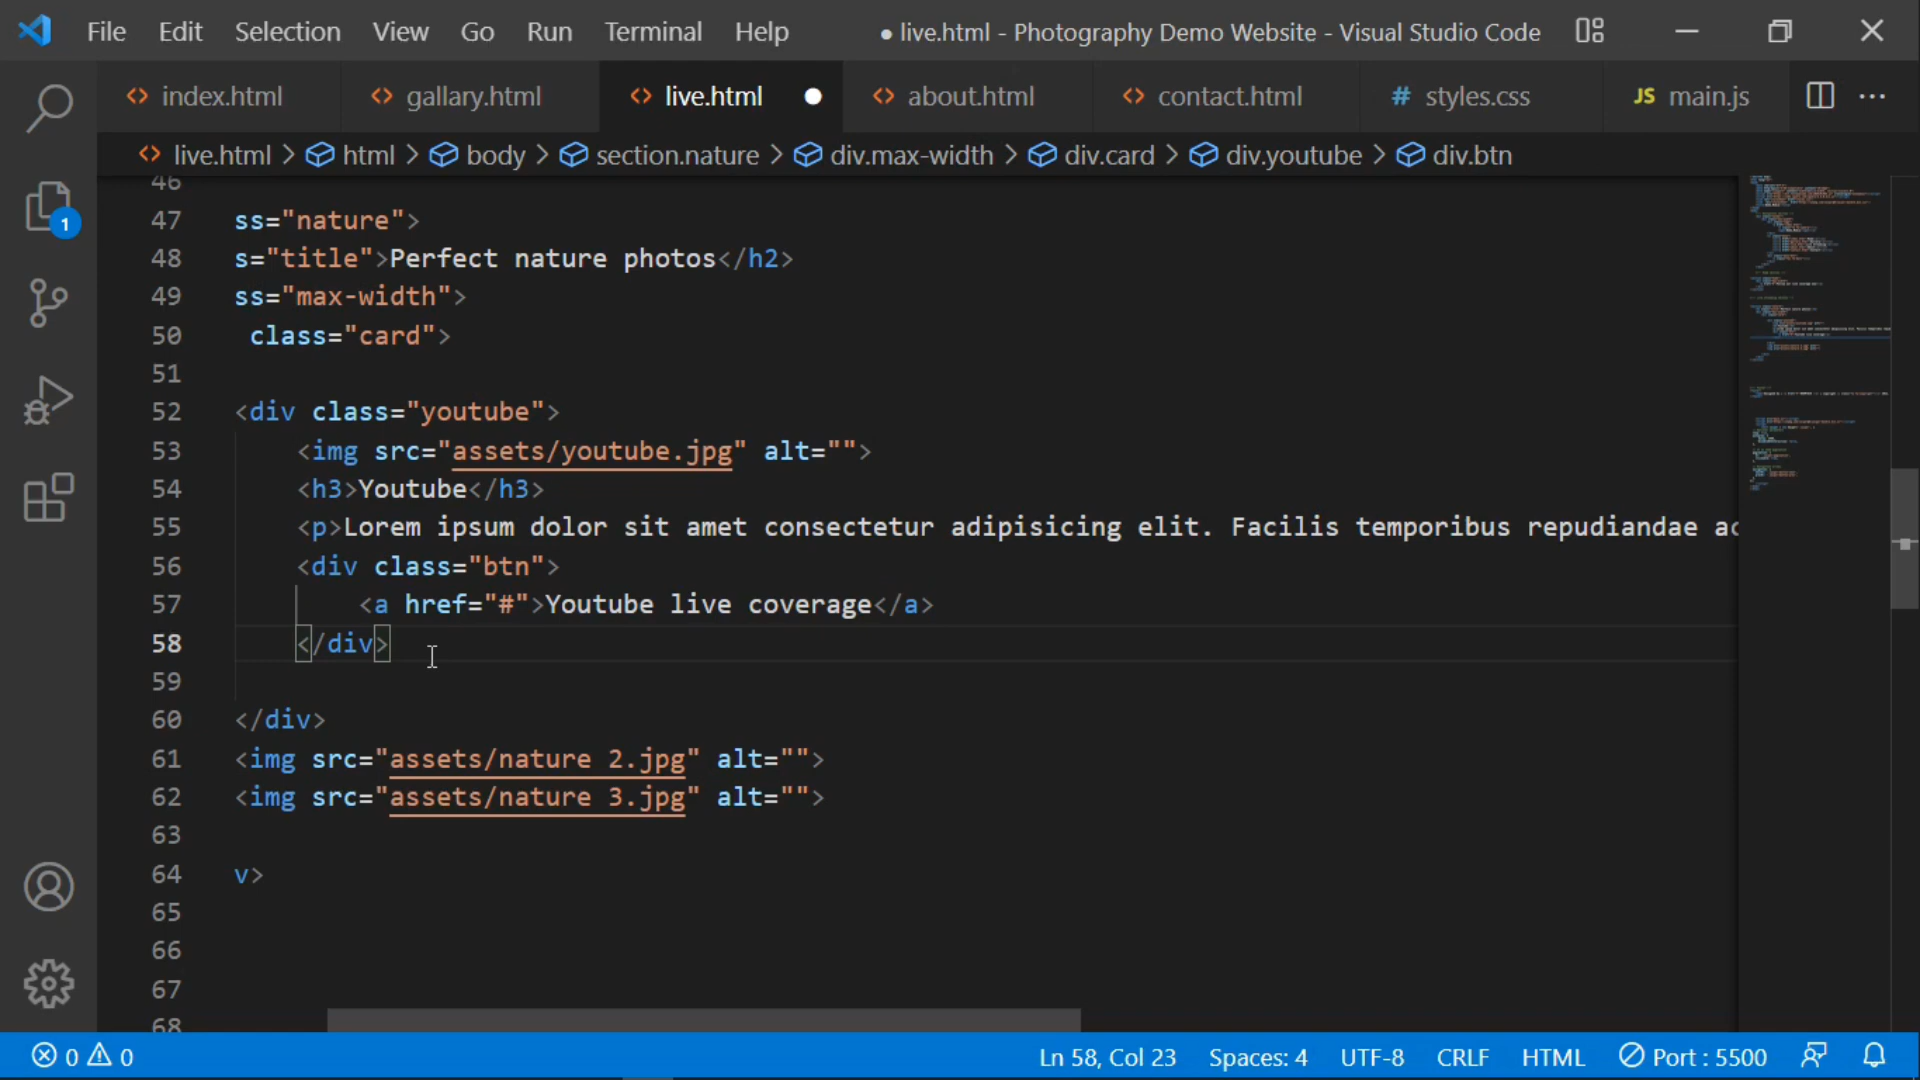 File Edit Selection View Go Run Terminal Help ● live.html - Photography Demo Website - Visual Studio Code
<> index.html <> gallary.html <> live.html ● <> about.html <> contact.html # styles.css JS main.js ···
<> live.html > html > body > section.nature > div.max-width > div.card > div.youtube > div.btn
46
47 ss="nature">
48 s="title">Perfect nature photos</h2>
49 ss="max-width">
50 class="card">
51
52 <div class="youtube">
53 <img src="assets/youtube.jpg" alt="">
54 <h3>Youtube</h3>
55 <p>Lorem ipsum dolor sit amet consectetur adipisicing elit. Facilis temporibus repudiandae ac
56 <div class="btn">
57 <a href="#">Youtube live coverage</a>
58 </div>
59
60 </div>
61 <img src="assets/nature 2.jpg" alt="">
62 <img src="assets/nature 3.jpg" alt="">
63
64 v>
65
66
67
68
1
0 0 Ln 58, Col 23 Spaces: 4 UTF-8 CRLF HTML Port : 5500